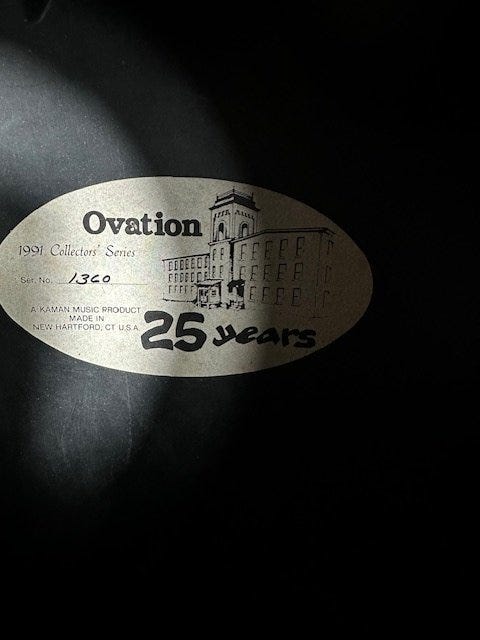 Ovation
1991 Collectors' Series
Ser. No. 1360
A KAMAN MUSIC PRODUCT
MADE IN
NEW HARTFORD, CT U.S.A.
25 years